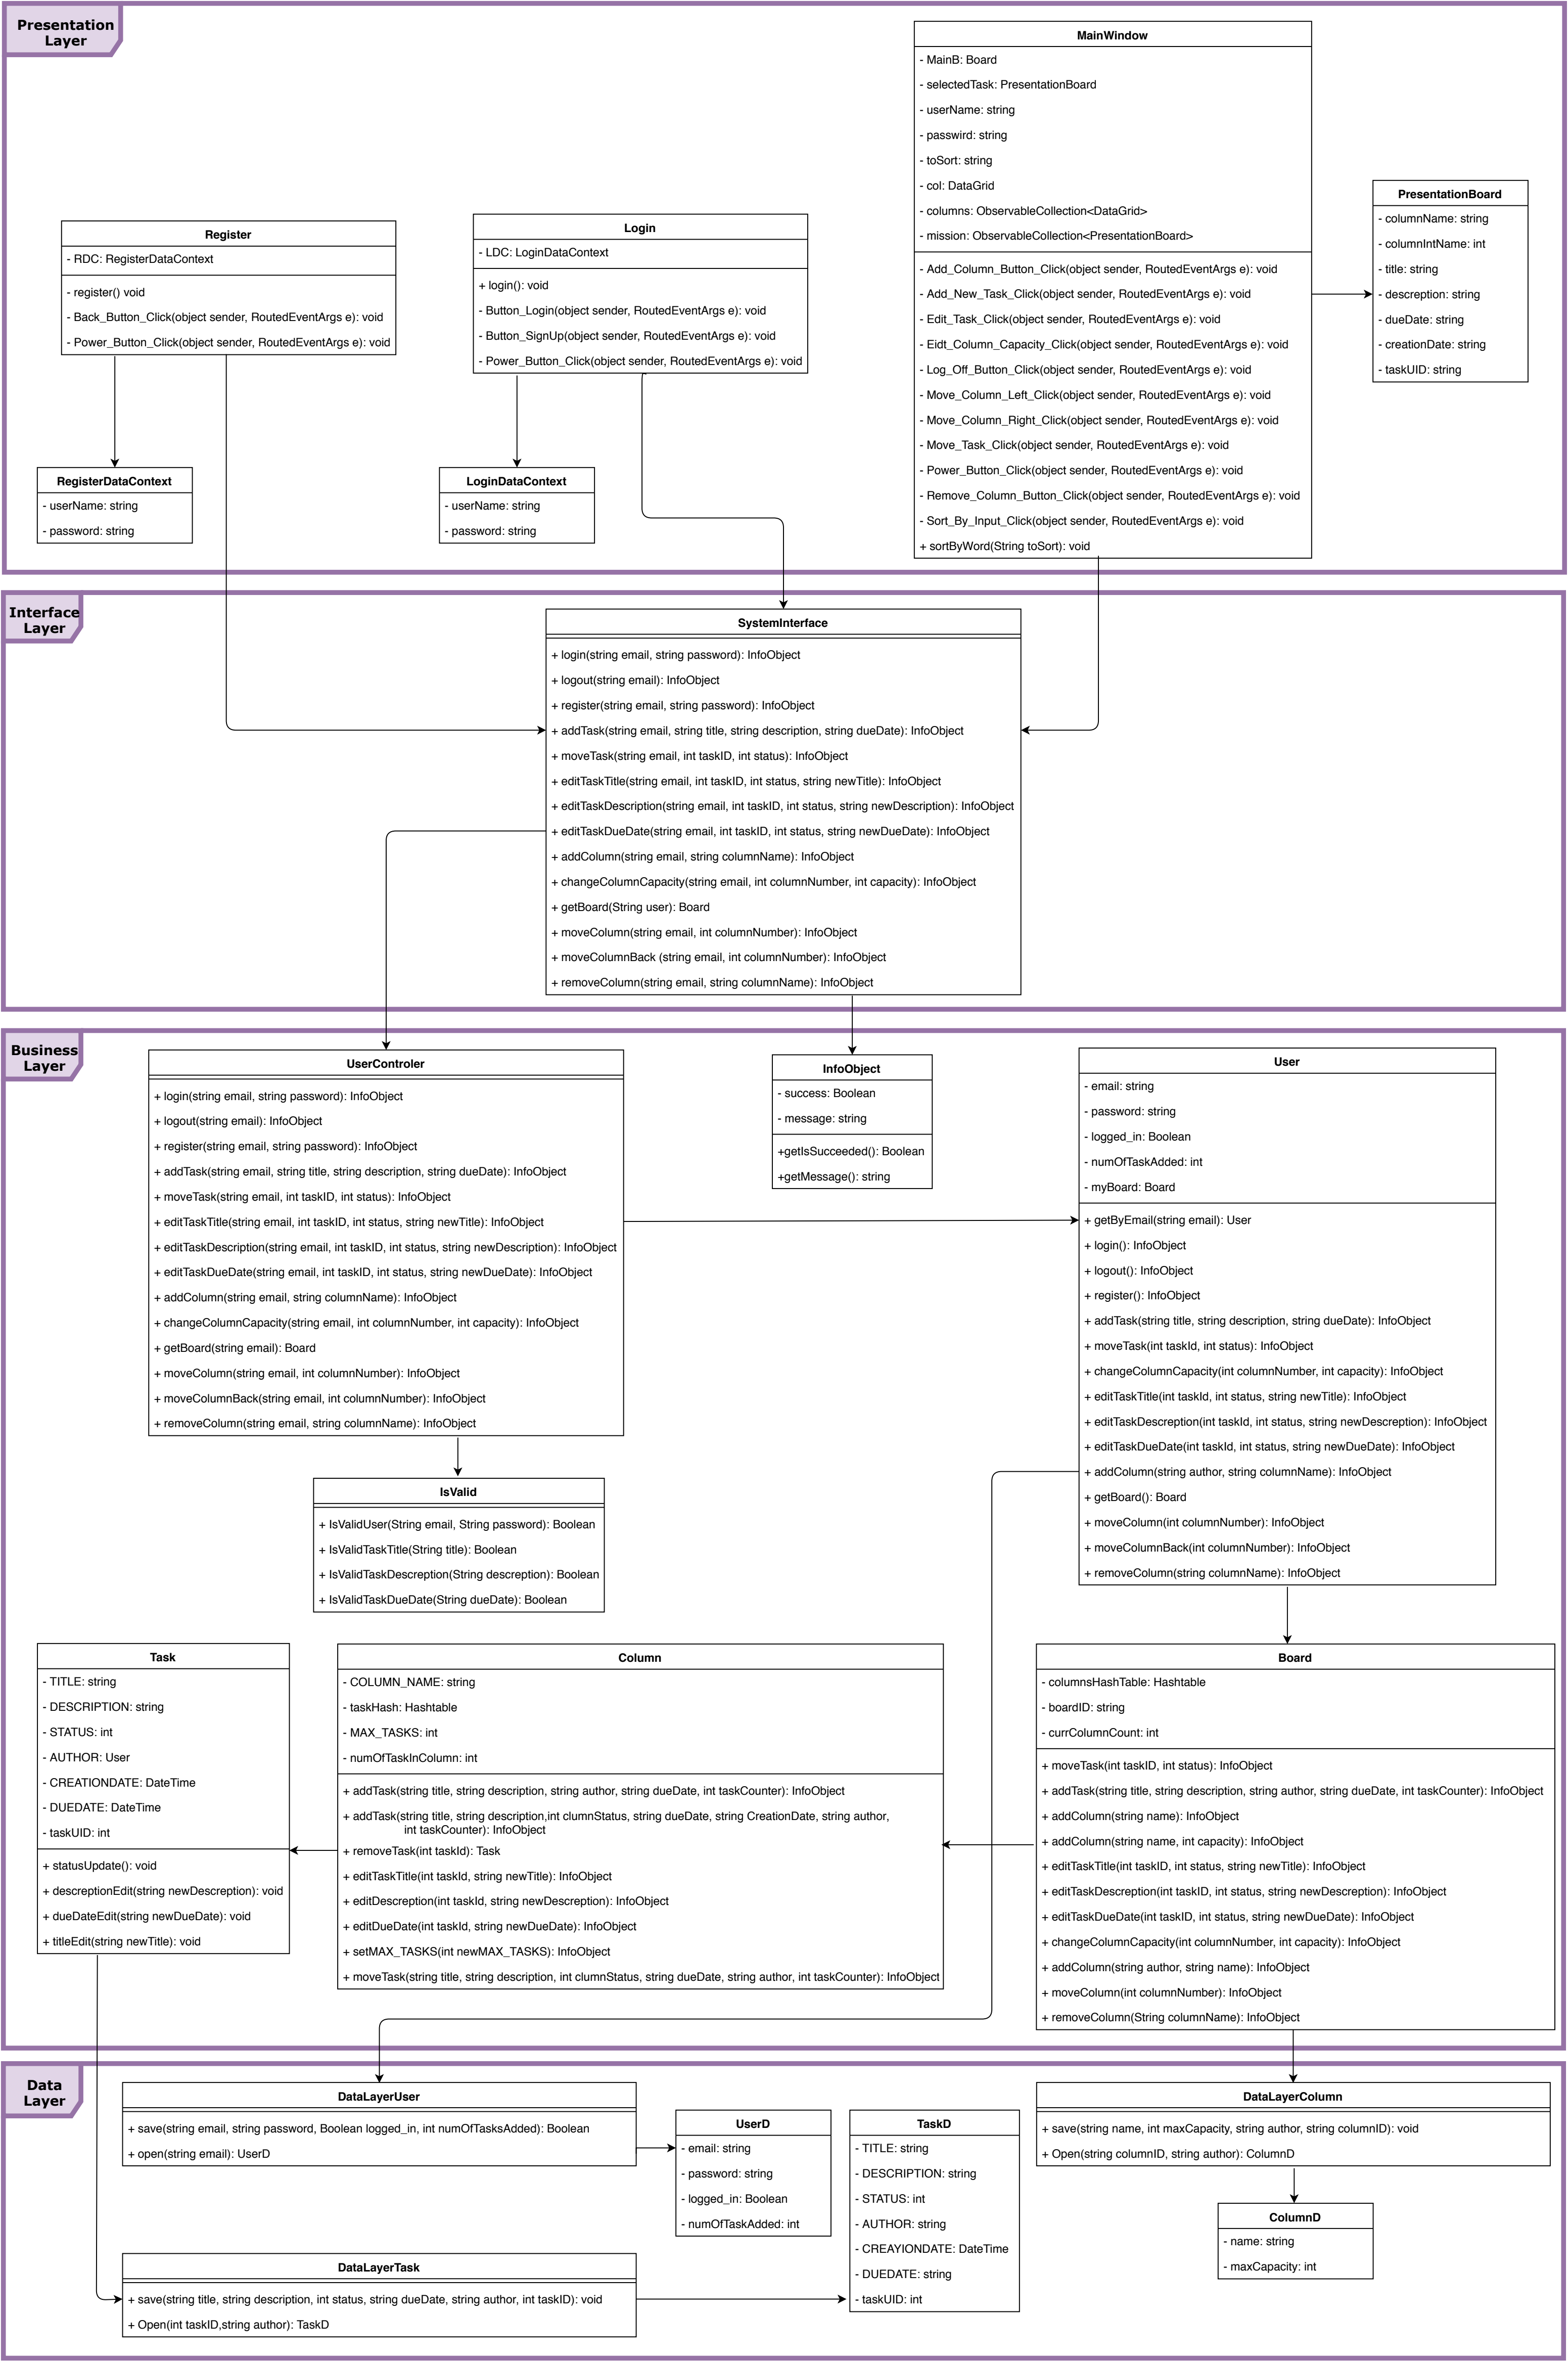 Presentation
Layer
MainWindow
- MainB: Board
- selectedTask: PresentationBoard
- userName: string
- passwird: string
- toSort: string
- col: DataGrid
- columns: ObservableCollection<DataGrid>
- mission: ObservableCollection<PresentationBoard>
- Add_Column_Button_Click(object sender, RoutedEventArgs e): void
- Add_New_Task_Click(object sender, RoutedEventArgs e): void
- Edit_Task_Click(object sender, RoutedEventArgs e): void
- Eidt_Column_Capacity_Click(object sender, RoutedEventArgs e): void
- Log_Off_Button_Click(object sender, RoutedEventArgs e): void
- Move_Column_Left_Click(object sender, RoutedEventArgs e): void
- Move_Column_Right_Click(object sender, RoutedEventArgs e): void
- Move_Task_Click(object sender, RoutedEventArgs e): void
- Power_Button_Click(object sender, RoutedEventArgs e): void
- Remove_Column_Button_Click(object sender, RoutedEventArgs e): void
- Sort_By_Input_Click(object sender, RoutedEventArgs e): void
+ sortByWord(String toSort): void
PresentationBoard
- columnName: string
- columnIntName: int
- title: string
- descreption: string
- dueDate: string
- creationDate: string
- taskUID: string
Register
- RDC: RegisterDataContext
- register() void
- Back_Button_Click(object sender, RoutedEventArgs e): void
- Power_Button_Click(object sender, RoutedEventArgs e): void
Login
- LDC: LoginDataContext
+ login(): void
- Button_Login(object sender, RoutedEventArgs e): void
- Button_SignUp(object sender, RoutedEventArgs e): void
- Power_Button_Click(object sender, RoutedEventArgs e): void
RegisterDataContext
- userName: string
- password: string
LoginDataContext
- userName: string
- password: string
Interface
Layer
SystemInterface
+ login(string email, string password): InfoObject
+ logout(string email): InfoObject
+ register(string email, string password): InfoObject
+ addTask(string email, string title, string description, string dueDate): InfoObject
+ moveTask(string email, int taskID, int status): InfoObject
+ editTaskTitle(string email, int taskID, int status, string newTitle): InfoObject
+ editTaskDescription(string email, int taskID, int status, string newDescription): InfoObject
+ editTaskDueDate(string email, int taskID, int status, string newDueDate): InfoObject
+ addColumn(string email, string columnName): InfoObject
+ changeColumnCapacity(string email, int columnNumber, int capacity): InfoObject
+ getBoard(String user): Board
+ moveColumn(string email, int columnNumber): InfoObject
+ moveColumnBack (string email, int columnNumber): InfoObject
+ removeColumn(string email, string columnName): InfoObject
Business
Layer
UserControler
+ login(string email, string password): InfoObject
+ logout(string email): InfoObject
+ register(string email, string password): InfoObject
+ addTask(string email, string title, string description, string dueDate): InfoObject
+ moveTask(string email, int taskID, int status): InfoObject
+ editTaskTitle(string email, int taskID, int status, string newTitle): InfoObject
+ editTaskDescription(string email, int taskID, int status, string newDescription): InfoObject
+ editTaskDueDate(string email, int taskID, int status, string newDueDate): InfoObject
+ addColumn(string email, string columnName): InfoObject
+ changeColumnCapacity(string email, int columnNumber, int capacity): InfoObject
+ getBoard(string email): Board
+ moveColumn(string email, int columnNumber): InfoObject
+ moveColumnBack(string email, int columnNumber): InfoObject
+ removeColumn(string email, string columnName): InfoObject
InfoObject
- success: Boolean
- message: string
+getIsSucceeded(): Boolean
+getMessage(): string
User
- email: string
- password: string
- logged_in: Boolean
- numOfTaskAdded: int
- myBoard: Board
+ getByEmail(string email): User
+ login(): InfoObject
+ logout(): InfoObject
+ register(): InfoObject
+ addTask(string title, string description, string dueDate): InfoObject
+ moveTask(int taskId, int status): InfoObject
+ changeColumnCapacity(int columnNumber, int capacity): InfoObject
+ editTaskTitle(int taskId, int status, string newTitle): InfoObject
+ editTaskDescreption(int taskId, int status, string newDescreption): InfoObject
+ editTaskDueDate(int taskId, int status, string newDueDate): InfoObject
+ addColumn(string author, string columnName): InfoObject
+ getBoard(): Board
+ moveColumn(int columnNumber): InfoObject
+ moveColumnBack(int columnNumber): InfoObject
+ removeColumn(string columnName): InfoObject
IsValid
+ IsValidUser(String email, String password): Boolean
+ IsValidTaskTitle(String title): Boolean
+ IsValidTaskDescreption(String descreption): Boolean
+ IsValidTaskDueDate(String dueDate): Boolean
Task
- TITLE: string
- DESCRIPTION: string
- STATUS: int
- AUTHOR: User
- CREATIONDATE: DateTime
- DUEDATE: DateTime
- taskUID: int
+ statusUpdate(): void
+ descreptionEdit(string newDescreption): void
+ dueDateEdit(string newDueDate): void
+ titleEdit(string newTitle): void
Column
- COLUMN_NAME: string
- taskHash: Hashtable
- MAX_TASKS: int
- numOfTaskInColumn: int
+ addTask(string title, string description, string author, string dueDate, int taskCounter): InfoObject
+ addTask(string title, string description,int clumnStatus, string dueDate, string CreationDate, string author,
int taskCounter): InfoObject
+ removeTask(int taskId): Task
+ editTaskTitle(int taskId, string newTitle): InfoObject
+ editDescreption(int taskId, string newDescreption): InfoObject
+ editDueDate(int taskId, string newDueDate): InfoObject
+ setMAX_TASKS(int newMAX_TASKS): InfoObject
+ moveTask(string title, string description, int clumnStatus, string dueDate, string author, int taskCounter): InfoObject
Board
- columnsHashTable: Hashtable
- boardID: string
- currColumnCount: int
+ moveTask(int taskID, int status): InfoObject
+ addTask(string title, string description, string author, string dueDate, int taskCounter): InfoObject
+ addColumn(string name): InfoObject
+ addColumn(string name, int capacity): InfoObject
+ editTaskTitle(int taskID, int status, string newTitle): InfoObject
+ editTaskDescreption(int taskID, int status, string newDescreption): InfoObject
+ editTaskDueDate(int taskID, int status, string newDueDate): InfoObject
+ changeColumnCapacity(int columnNumber, int capacity): InfoObject
+ addColumn(string author, string name): InfoObject
+ moveColumn(int columnNumber): InfoObject
+ removeColumn(String columnName): InfoObject
Data
Layer
DataLayerUser
+ save(string email, string password, Boolean logged_in, int numOfTasksAdded): Boolean
+ open(string email): UserD
UserD
- email: string
- password: string
- logged_in: Boolean
- numOfTaskAdded: int
TaskD
- TITLE: string
- DESCRIPTION: string
- STATUS: int
- AUTHOR: string
- CREAYIONDATE: DateTime
- DUEDATE: string
- taskUID: int
DataLayerColumn
+ save(string name, int maxCapacity, string author, string columnID): void
+ Open(string columnID, string author): ColumnD
ColumnD
- name: string
- maxCapacity: int
DataLayerTask
+ save(string title, string description, int status, string dueDate, string author, int taskID): void
+ Open(int taskID,string author): TaskD